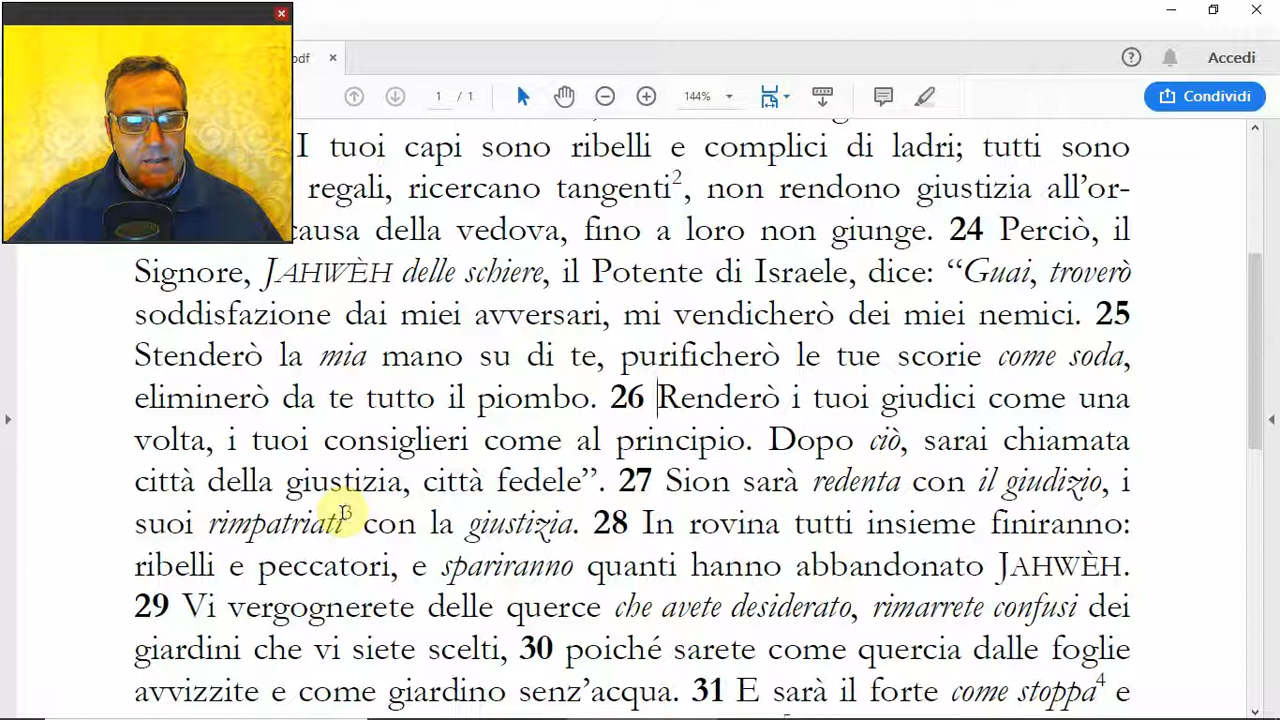 pdf
Accedi
1 / 1
144%
Condividi
I tuoi capi sono ribelli e complici di ladri; tutti sono
regali, ricercano tangenti², non rendono giustizia all’or-
causa della vedova, fino a loro non giunge. 24 Perciò, il
Signore, JAHWÈH delle schiere, il Potente di Israele, dice: “Guai, troverò
soddisfazione dai miei avversari, mi vendicherò dei miei nemici. 25
Stenderò la mia mano su di te, purificherò le tue scorie come soda,
eliminerò da te tutto il piombo. 26 Renderò i tuoi giudici come una
volta, i tuoi consiglieri come al principio. Dopo ciò, sarai chiamata
città della giustizia, città fedele”. 27 Sion sarà redenta con il giudizio, i
suoi rimpatriati³ con la giustizia. 28 In rovina tutti insieme finiranno:
ribelli e peccatori, e spariranno quanti hanno abbandonato JAHWÈH.
29 Vi vergognerete delle querce che avete desiderato, rimarrete confusi dei
giardini che vi siete scelti, 30 poiché sarete come quercia dalle foglie
avvizzite e come giardino senz’acqua. 31 E sarà il forte come stoppa⁴ e